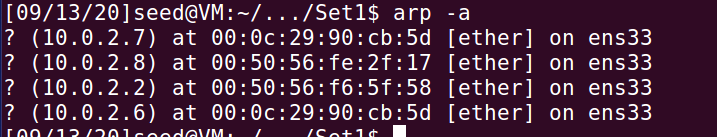 [09/13/20]seed@VM:~/.../Set1$ arp -a
? (10.0.2.7) at 00:0c:29:90:cb:5d [ether] on ens33
? (10.0.2.8) at 00:50:56:fe:2f:17 [ether] on ens33
? (10.0.2.2) at 00:50:56:f6:5f:58 [ether] on ens33
? (10.0.2.6) at 00:0c:29:90:cb:5d [ether] on ens33
[09/13/20]seed@VM:~/.../Set1$